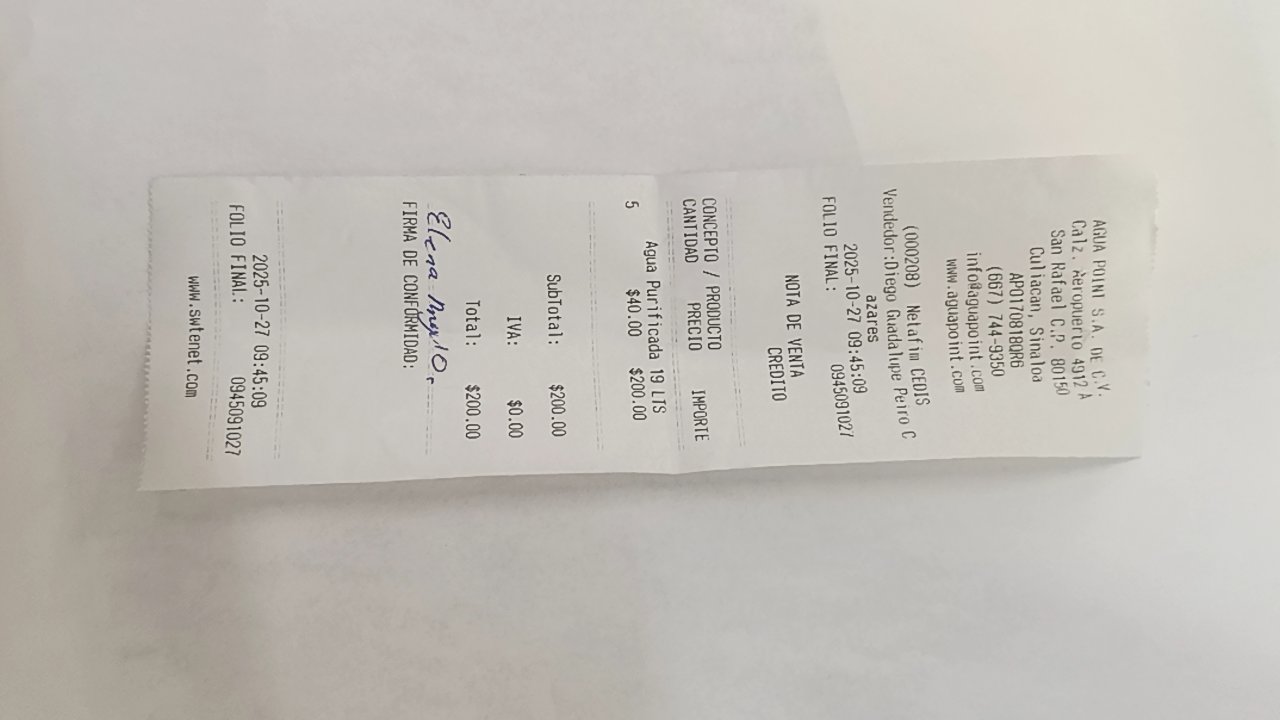 AGUA POINT S.A. DE C.V.
Calz. Aeropuerto 4912 A
San Rafael C.P. 80150
Culiacan, Sinaloa
APO170818QR6
(667) 744-9350
info@aguapoint.com
www.aguapoint.com
(000208) Netafim CEDIS
Vendedor:Diego Guadalupe Peiro C
azares
2025-10-27 09:45:09
FOLIO FINAL: 0945091027
NOTA DE VENTA
CREDITO
CONCEPTO / PRODUCTO
CANTIDAD PRECIO IMPORTE
Agua Purificada 19 LTS
5 $40.00 $200.00
SubTotal: $200.00
IVA: $0.00
Total: $200.00
Elena
FIRMA DE CONFORMIDAD:
2025-10-27 09:45:09
FOLIO FINAL: 0945091027
www.swtenet.com